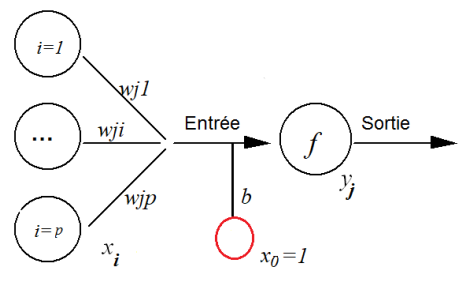 i=1
wj1
... wji Entrée f Sortie
yj
wjp b
i=p
xi x0=1